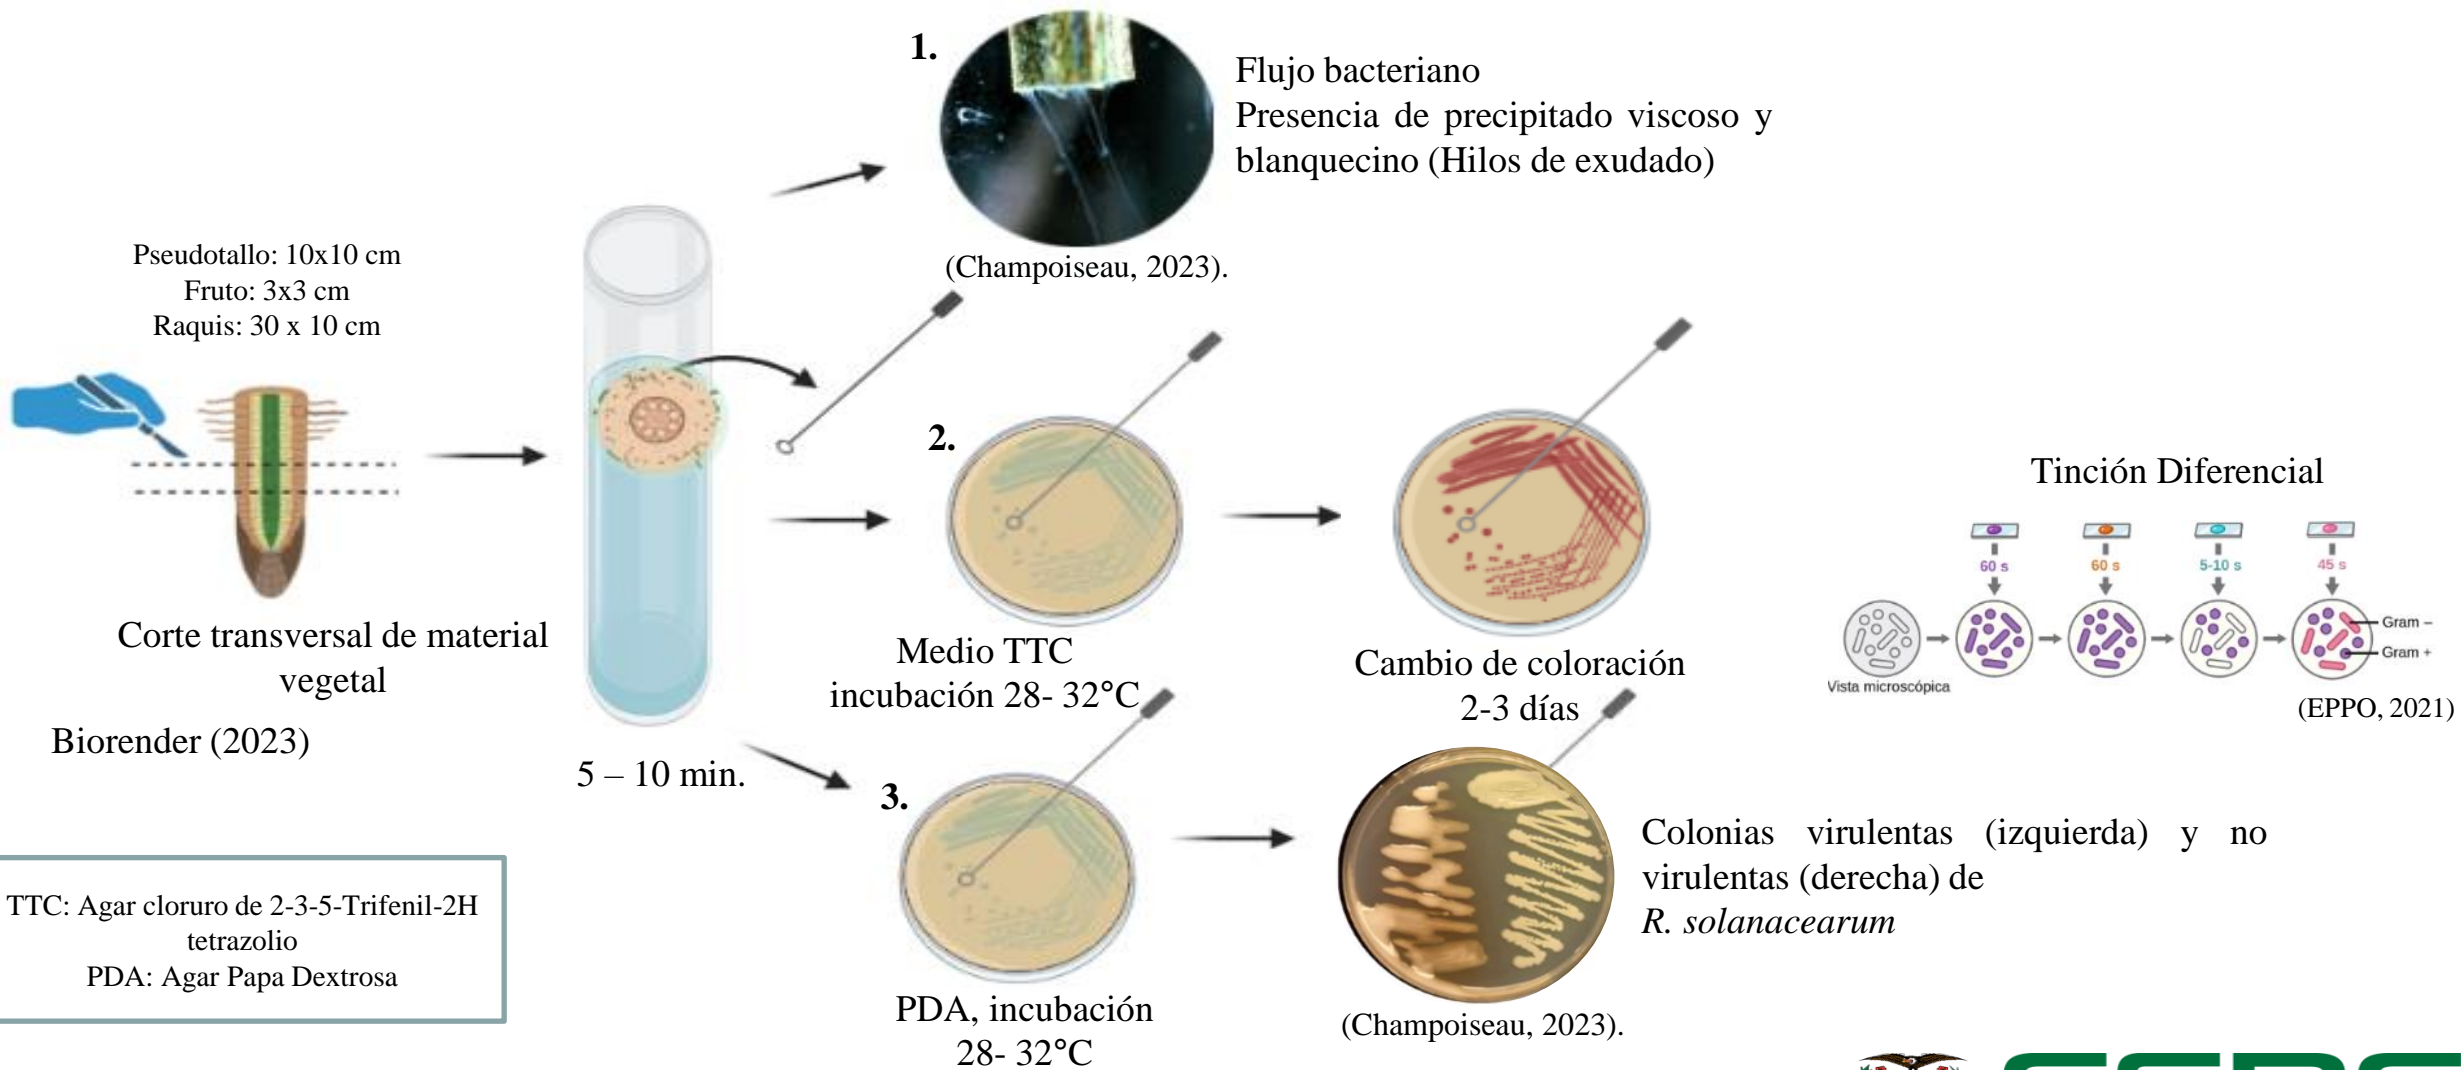 1.
Flujo bacteriano
Presencia de precipitado viscoso y
blanquecino (Hilos de exudado)
(Champoiseau, 2023).
Pseudotallo: 10x10 cm
Fruto: 3x3 cm
Raquis: 30 x 10 cm
Corte transversal de material
vegetal
Biorender (2023)
5 – 10 min.
2.
Medio TTC
incubación 28- 32°C
Cambio de coloración
2-3 días
Tinción Diferencial
60 s
60 s
5-10 s
45 s
Gram –
Gram +
Vista microscópica
(EPPO, 2021)
3.
PDA, incubación
28- 32°C
Colonias virulentas (izquierda) y no
virulentas (derecha) de
R. solanacearum
(Champoiseau, 2023).
TTC: Agar cloruro de 2-3-5-Trifenil-2H
tetrazolio
PDA: Agar Papa Dextrosa